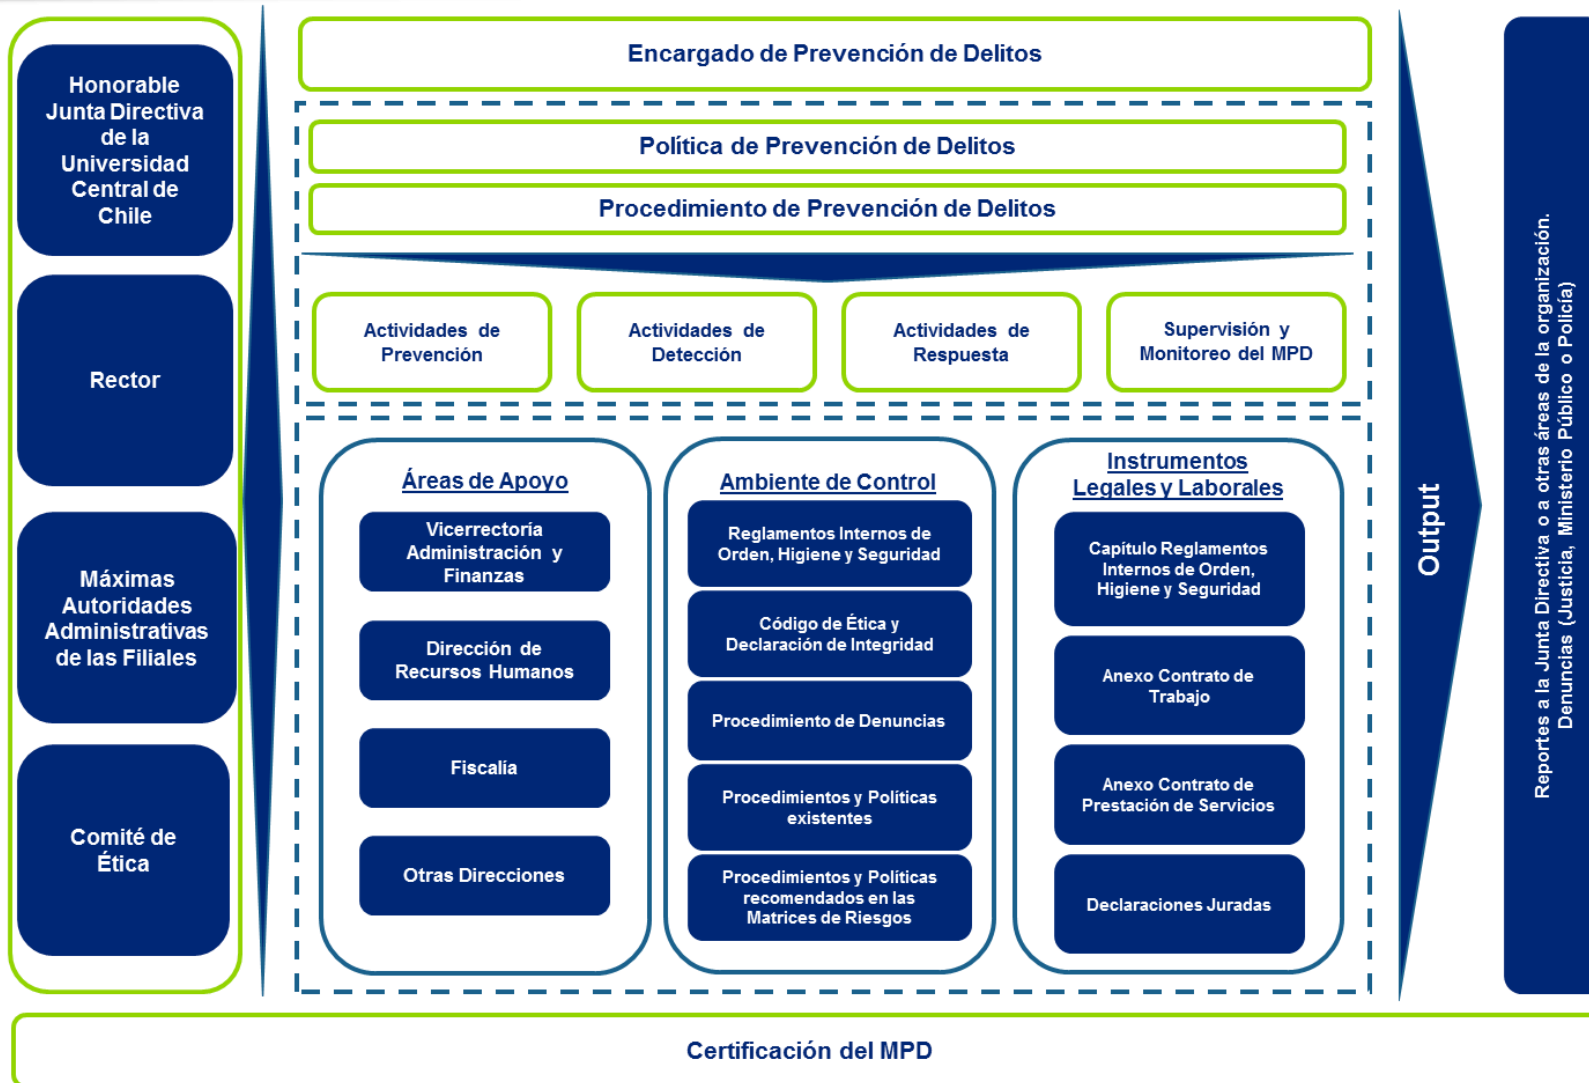 Honorable
Junta Directiva
de la
Universidad
Central de
Chile
Rector
Máximas
Autoridades
Administrativas
de las Filiales
Comité de
Ética
Encargado de Prevención de Delitos
Política de Prevención de Delitos
Procedimiento de Prevención de Delitos
Actividades de
Prevención
Actividades de
Detección
Actividades de
Respuesta
Supervisión y
Monitoreo del MPD
Áreas de Apoyo
Vicerrectoría
Administración y
Finanzas
Dirección de
Recursos Humanos
Fiscalía
Otras Direcciones
Ambiente de Control
Reglamentos Internos de
Orden, Higiene y Seguridad
Código de Ética y
Declaración de Integridad
Procedimiento de Denuncias
Procedimientos y Políticas
existentes
Procedimientos y Políticas
recomendados en las
Matrices de Riesgos
Instrumentos
Legales y Laborales
Capítulo Reglamentos
Internos de Orden,
Higiene y Seguridad
Anexo Contrato de
Trabajo
Anexo Contrato de
Prestación de Servicios
Declaraciones Juradas
Output
Reportes a la Junta Directiva o a otras áreas de la organización.
Denuncias (Justicia, Ministerio Público o Policía)
Certificación del MPD